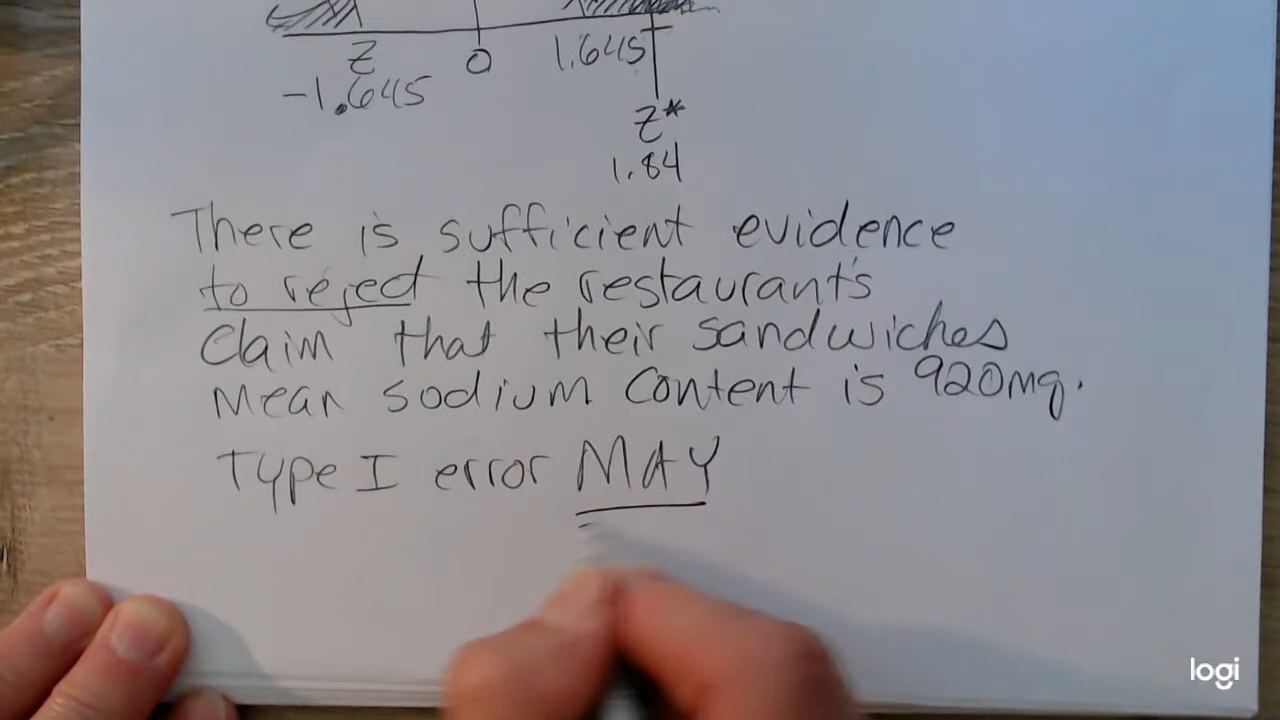 Z 0 1.645
-1.645
Z*
1.84
There is sufficient evidence
to reject the restaurant's
Claim that their sandwiches
Mean sodium Content is 920mg.
Type I error MAY
logi